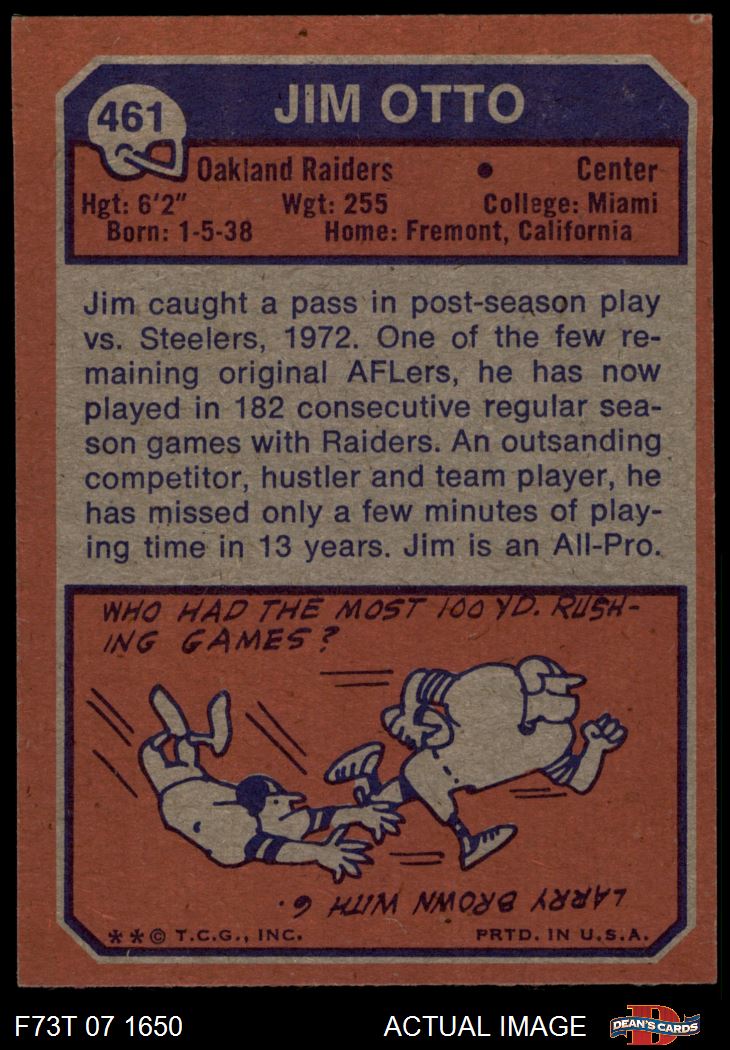 461
JIM OTTO
Oakland Raiders • Center
Hgt: 6'2" Wgt: 255 College: Miami
Born: 1-5-38 Home: Fremont, California
Jim caught a pass in post-season play
vs. Steelers, 1972. One of the few re-
maining original AFLers, he has now
played in 182 consecutive regular sea-
son games with Raiders. An outsanding
competitor, hustler and team player, he
has missed only a few minutes of play-
ing time in 13 years. Jim is an All-Pro.
WHO HAD THE MOST 100 YD. RUSH-
ING GAMES?
LARRY BROWN WITH 6.
**© T.C.G., INC. PRTD. IN U.S.A.
F73T 07 1650 ACTUAL IMAGE DEAN'S CARDS